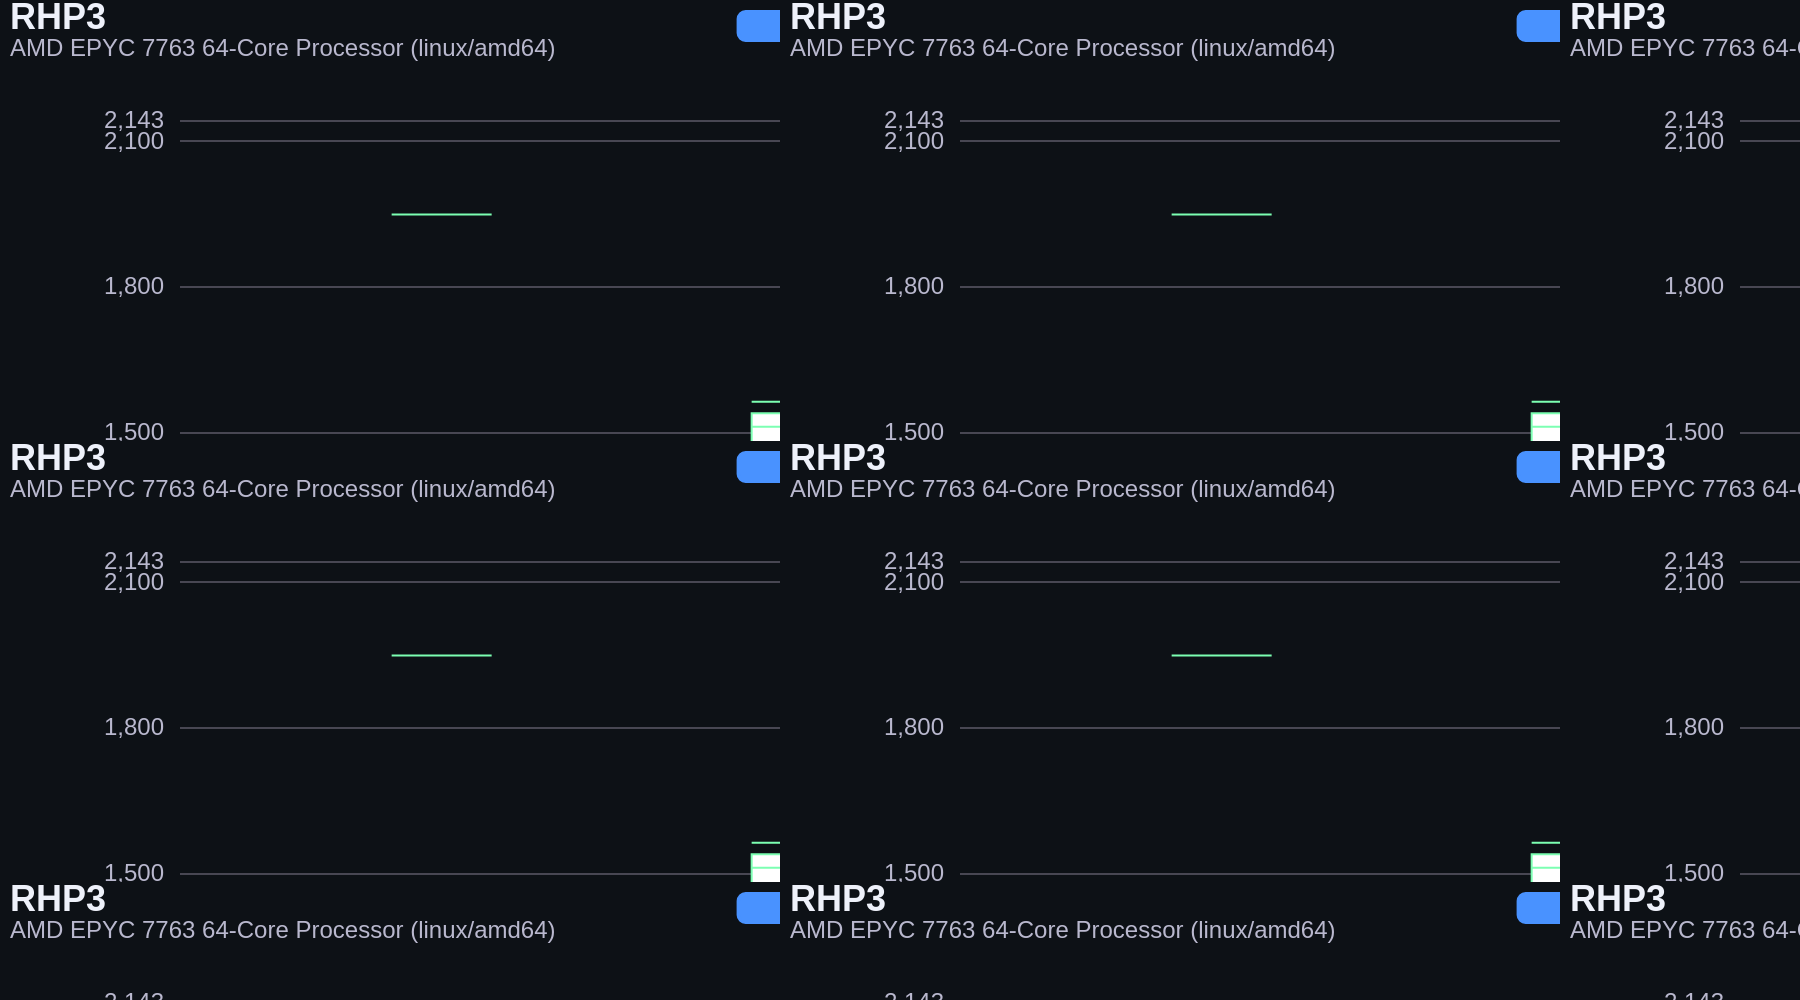 RHP3 RHP3 RHP3
AMD EPYC 7763 64-Core Processor (linux/amd64) AMD EPYC 7763 64-Core Processor (linux/amd64) AMD EPYC 7763 64-
2,143 2,143 2,143
2,100 2,100 2,100
1,800 1,800 1,800
1,500 1,500 1,500
RHP3 RHP3 RHP3
AMD EPYC 7763 64-Core Processor (linux/amd64) AMD EPYC 7763 64-Core Processor (linux/amd64) AMD EPYC 7763 64-
2,143 2,143 2,143
2,100 2,100 2,100
1,800 1,800 1,800
1,500 1,500 1,500
RHP3 RHP3 RHP3
AMD EPYC 7763 64-Core Processor (linux/amd64) AMD EPYC 7763 64-Core Processor (linux/amd64) AMD EPYC 7763 64-
2,143 2,143 2,143